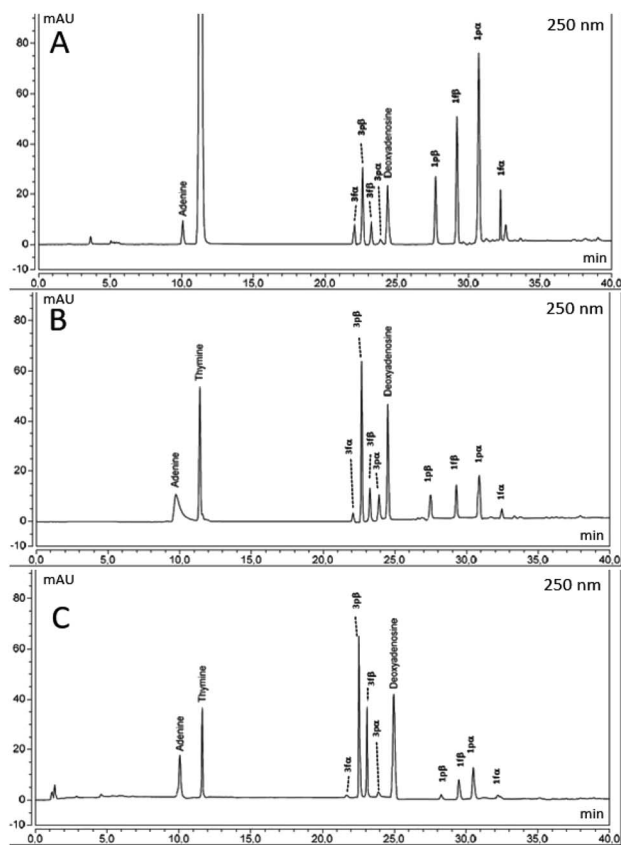 mAU
A
250 nm
80
60
40
20
0
-10
Adenine
3fα
3pβ
3fβ
3pα
Deoxyadenosine
1pβ
1fβ
1pα
1fα
min
0.0 5.0 10.0 15.0 20.0 25.0 30.0 35.0 40.0
mAU
B
250 nm
80
60
40
20
0
-10
Adenine
Thymine
3fα
3pβ
3fβ
3pα
Deoxyadenosine
1pβ
1fβ
1pα
1fα
min
0.0 5.0 10.0 15.0 20.0 25.0 30.0 35.0 40.0
mAU
C
250 nm
80
60
40
20
0
-10
Adenine
Thymine
3fα
3pβ
3fβ
3pα
Deoxyadenosine
1pβ
1fβ
1pα
1fα
min
0.0 5.0 10.0 15.0 20.0 25.0 30.0 35.0 40.0